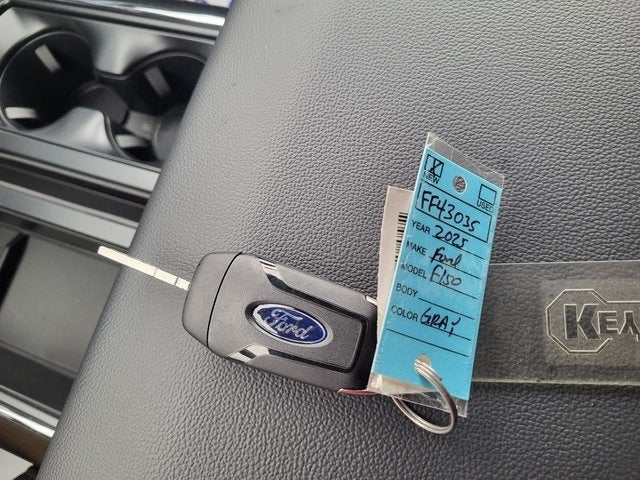 NEW
USED
FF43035
YEAR 2025
MAKE Ford
MODEL F150
BODY
COLOR GRAY
Ford